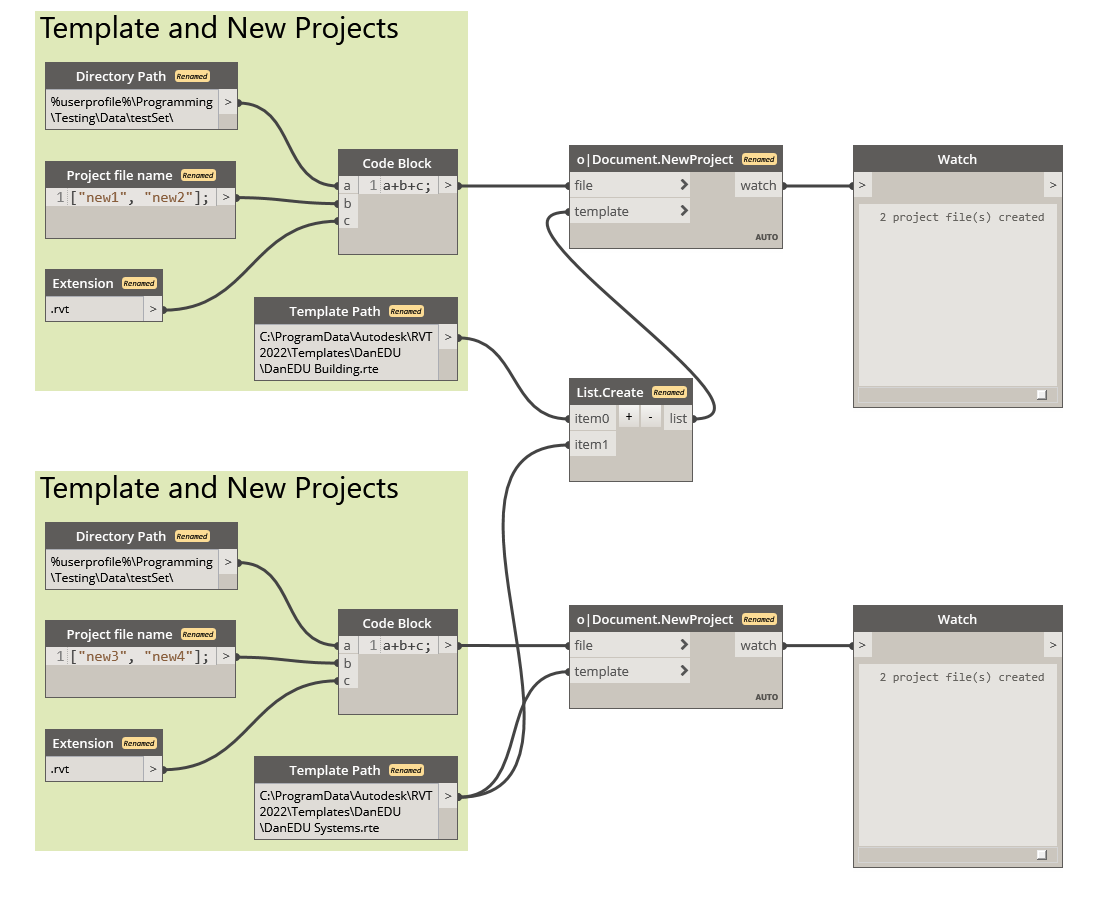 Template and New Projects
Directory Path Renamed
%userprofile%\Programming
\Testing\Data\testSet\
>
Project file name Renamed
1 ["new1", "new2"]; >
Extension Renamed
.rvt >
Code Block
a 1 a+b+c; >
b
c
Template Path Renamed
C:\ProgramData\Autodesk\RVT
2022\Templates\DanEDU
\DanEDU Building.rte
>
o|Document.NewProject Renamed
file > watch
template >
AUTO
Watch
> >
2 project file(s) created
List.Create Renamed
item0 + - list
item1
Template and New Projects
Directory Path Renamed
%userprofile%\Programming
\Testing\Data\testSet\
>
Project file name Renamed
1 ["new3", "new4"]; >
Extension Renamed
.rvt >
Code Block
a 1 a+b+c; >
b
c
Template Path Renamed
C:\ProgramData\Autodesk\RVT
2022\Templates\DanEDU
\DanEDU Systems.rte
>
o|Document.NewProject Renamed
file > watch
template >
AUTO
Watch
> >
2 project file(s) created